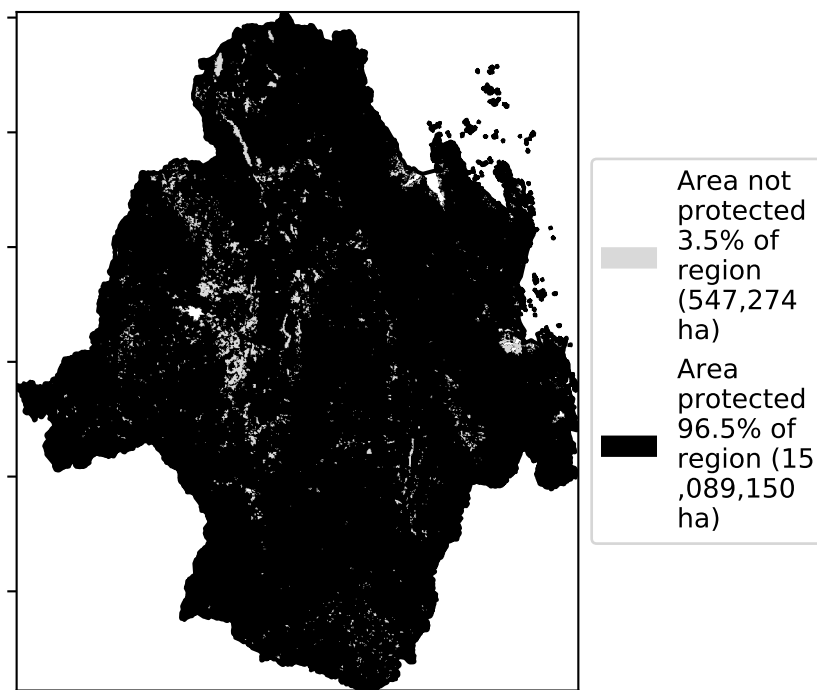 Area not
protected
3.5% of
region
(547,274
ha)
Area
protected
96.5% of
region (15
,089,150
ha)